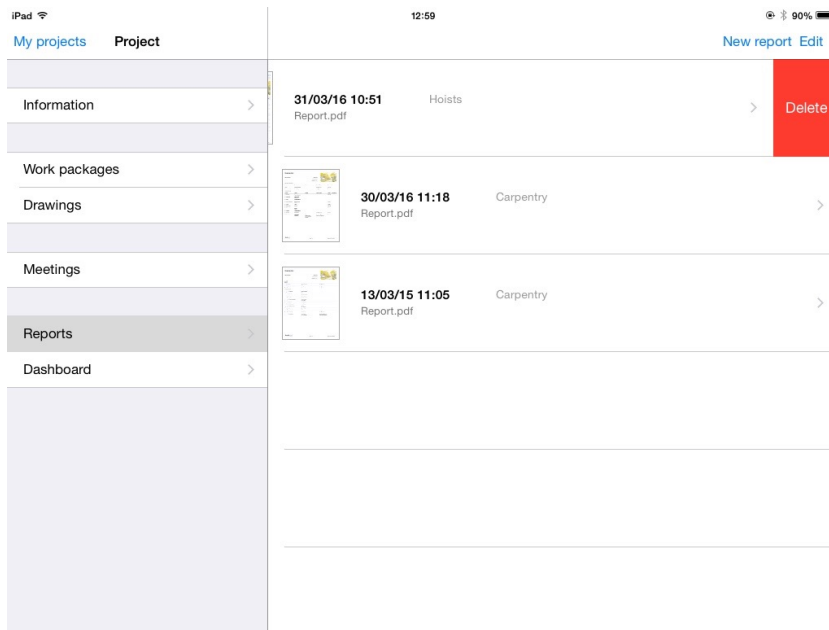 iPad 12:59 90%
My projects Project New report Edit
Information
Work packages
Drawings
Meetings
Reports
Dashboard
31/03/16 10:51 Hoists
Report.pdf
Delete
30/03/16 11:18 Carpentry
Report.pdf
13/03/15 11:05 Carpentry
Report.pdf